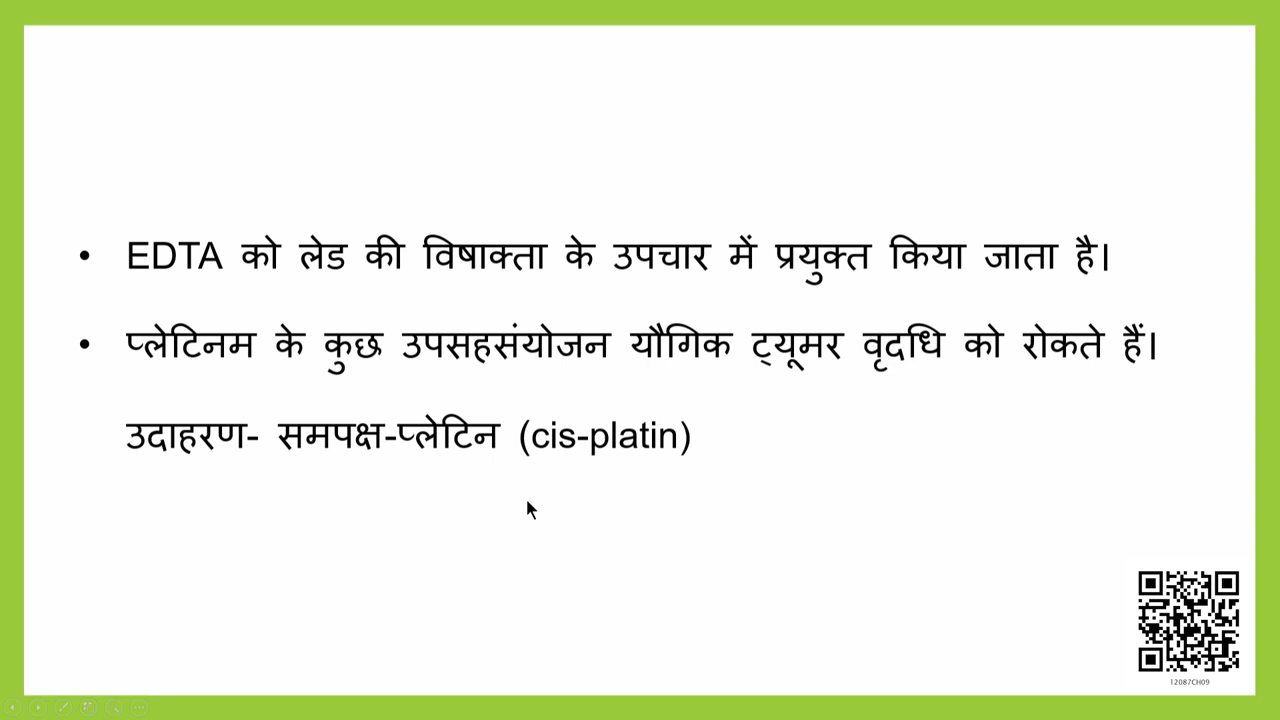 • EDTA को लेड की विषाक्ता के उपचार में प्रयुक्त किया जाता है।
• प्लेटिनम के कुछ उपसहसंयोजन यौगिक ट्यूमर वृदधि को रोकते हैं।
उदाहरण- समपक्ष-प्लेटिन (cis-platin)
12087CH09